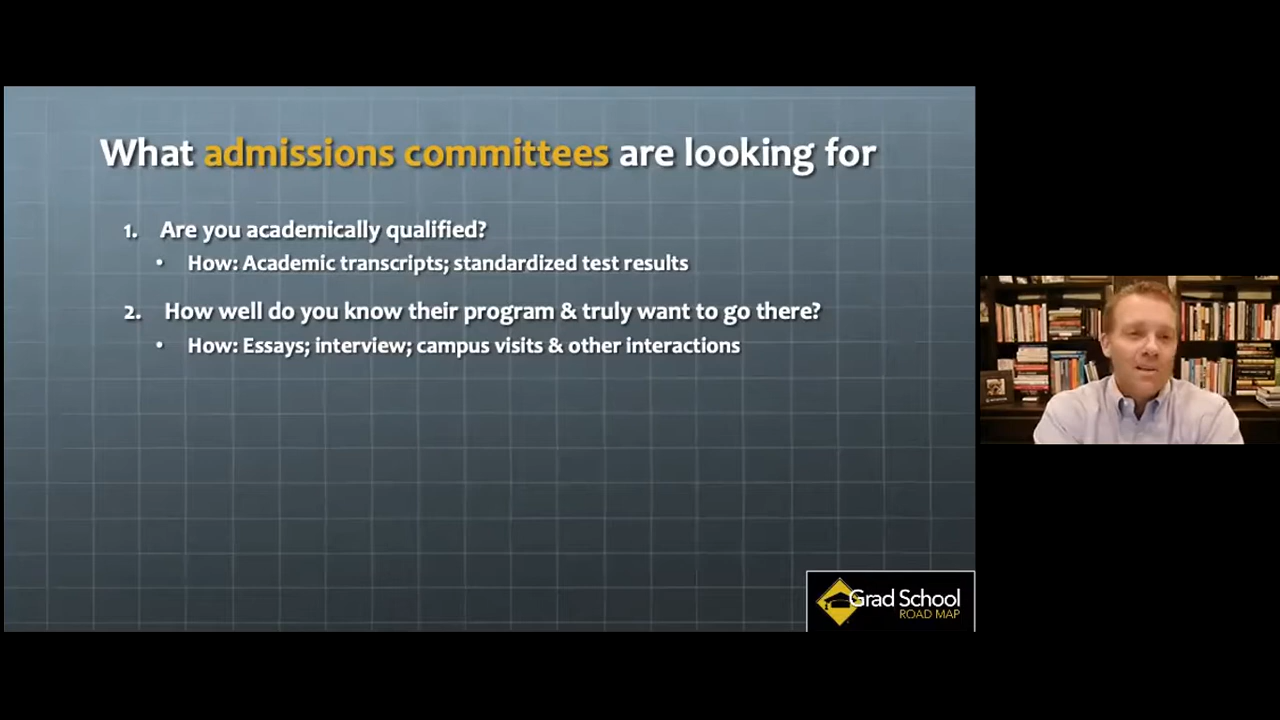 What admissions committees are looking for
1. Are you academically qualified?
• How: Academic transcripts; standardized test results
2. How well do you know their program & truly want to go there?
• How: Essays; interview; campus visits & other interactions
Grad School
ROAD MAP